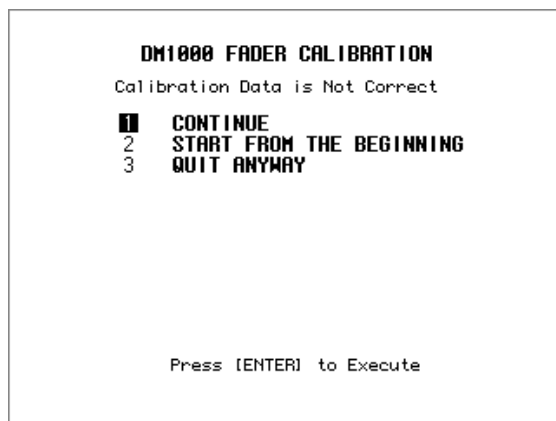 DM1000 FADER CALIBRATION
Calibration Data is Not Correct
1 CONTINUE
2 START FROM THE BEGINNING
3 QUIT ANYWAY
Press [ENTER] to Execute